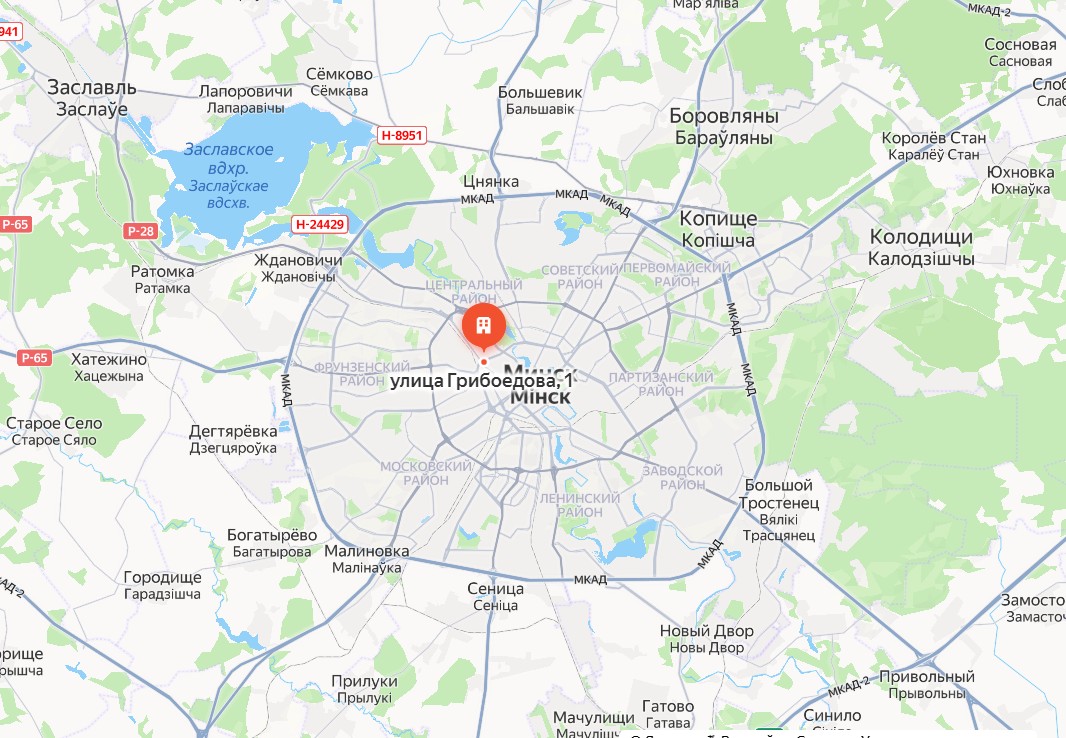 Мар'яліва
МКАД-2
941
Сосновая
Сасновая
Заславль
Заслаўе
Сёмково
Сёмкава
Лапоровичи
Лапаравічы
Большевик
Бальшавік
Боровляны
Бараўляны
Н-8951
Королёв Стан
Каралёў Стан
Заславское
вдхр.
Заслаўскае
вдсхв.
Юхновка
Юхнаўка
Цнянка
МКАД
МКАД
МКАД
Р-65
Р-28
Н-24429
Копище
Копішча
Колодищи
Калодзішчы
Ждановичи
Ждановічы
Ратомка
Ратамка
СОВЕТСКИЙ
РАЙОН
ПЕРВОМАЙСКИЙ
РАЙОН
ЦЕНТРАЛЬНЫЙ
РАЙОН
МКАД
Р-65
Хатежино
Хацежына
ФРУНЗЕНСКИЙ
РАЙОН
МКАД
Минск
Мінск
улица Грибоедова, 1
ПАРТИЗАНСКИЙ
РАЙОН
МКАД
Старое Село
Старое Сяло
Дегтярёвка
Дзегцяроўка
МОСКОВСКИЙ
РАЙОН
ЗАВОДСКОЙ
РАЙОН
ЛЕНИНСКИЙ
РАЙОН
Большой
Тростенец
Вялікі
Трасцянец
Богатырёво
Багатырова
Малиновка
Малінаўка
МКАД
МКАД
Городище
Гарадзішча
Сеница
Сеніца
Новый Двор
Новы Двор
Привольный
Прывольны
МКАД-2
Прилуки
Прылукі
Гатово
Гатава
Мачулищи
Синило